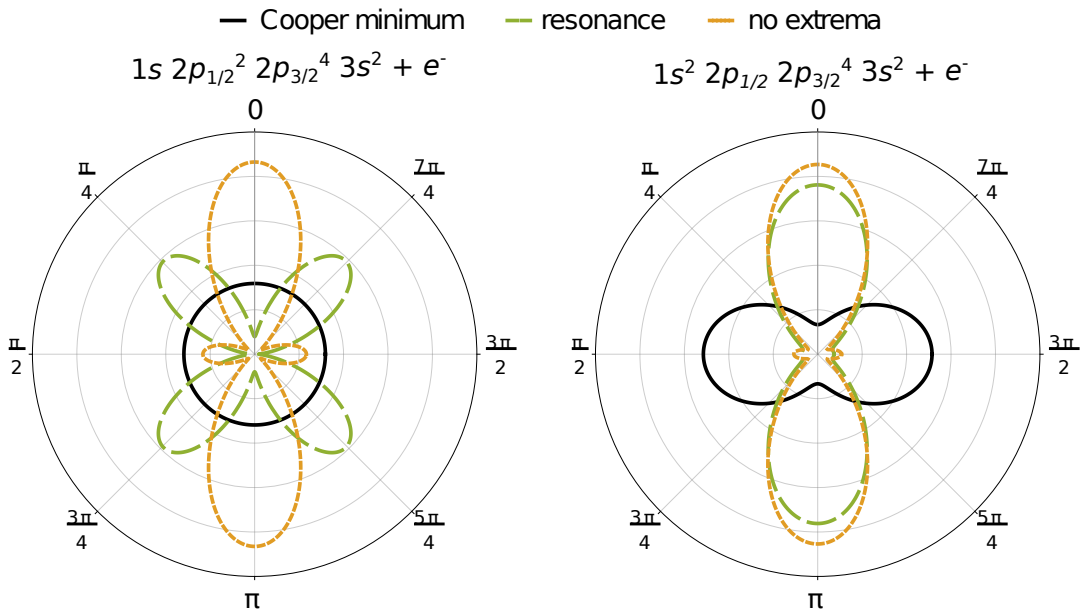 Cooper minimum resonance no extrema
1s 2p₁/₂² 2p₃/₂⁴ 3s² + e⁻
1s² 2p₁/₂ 2p₃/₂⁴ 3s² + e⁻
0
π/4
7π/4
π/2
3π/2
3π/4
5π/4
π
0
π/4
7π/4
π/2
3π/2
3π/4
5π/4
π